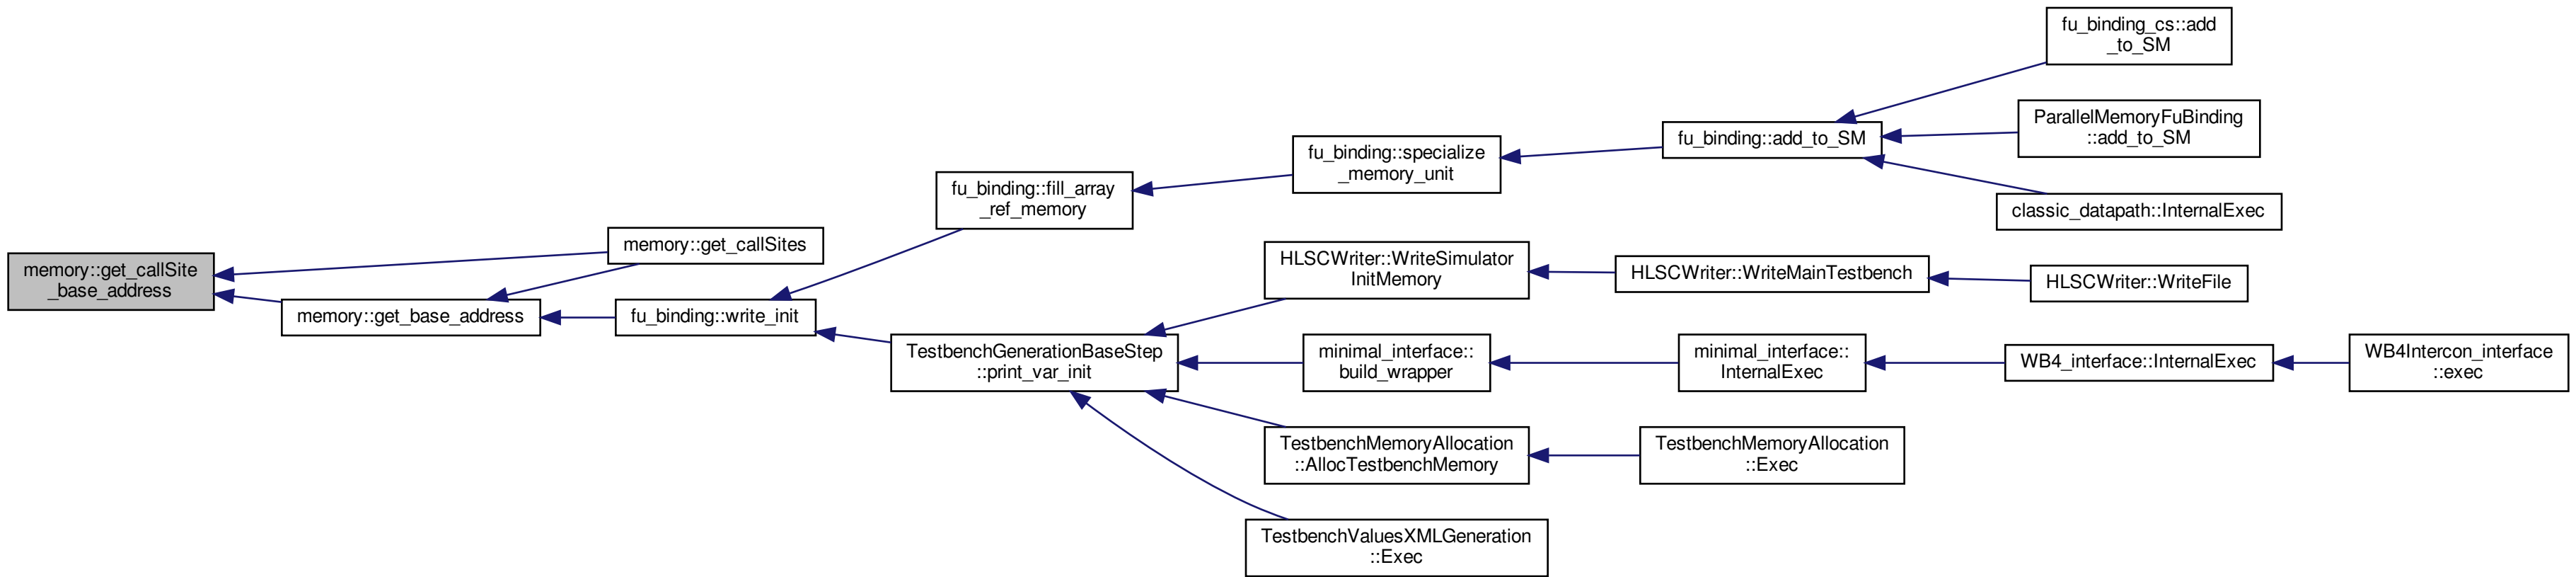 memory::get_callSite
_base_address
memory::get_callSites
memory::get_base_address
fu_binding::write_init
fu_binding::fill_array
_ref_memory
fu_binding::specialize
_memory_unit
fu_binding::add_to_SM
fu_binding_cs::add
_to_SM
ParallelMemoryFuBinding
::add_to_SM
classic_datapath::InternalExec
TestbenchGenerationBaseStep
::print_var_init
HLSCWriter::WriteSimulator
InitMemory
HLSCWriter::WriteMainTestbench
HLSCWriter::WriteFile
minimal_interface::
build_wrapper
minimal_interface::
InternalExec
WB4_interface::InternalExec
WB4Intercon_interface
::exec
TestbenchMemoryAllocation
::AllocTestbenchMemory
TestbenchMemoryAllocation
::Exec
TestbenchValuesXMLGeneration
::Exec